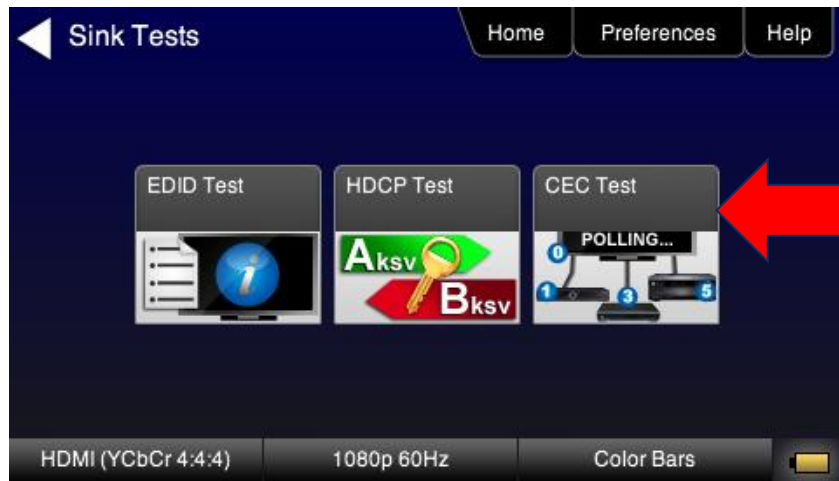 Sink Tests
Home
Preferences
Help
EDID Test
HDCP Test
CEC Test
i
Aksv
Bksv
POLLING...
0
1
3
5
HDMI (YCbCr 4:4:4)
1080p 60Hz
Color Bars